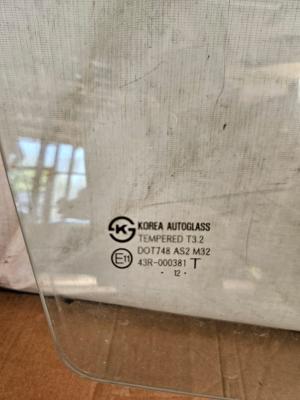 K KOREA AUTOGLASS
TEMPERED T3.2
DOT748 AS2 M32
E11 43R-000381 T
· 12 ·